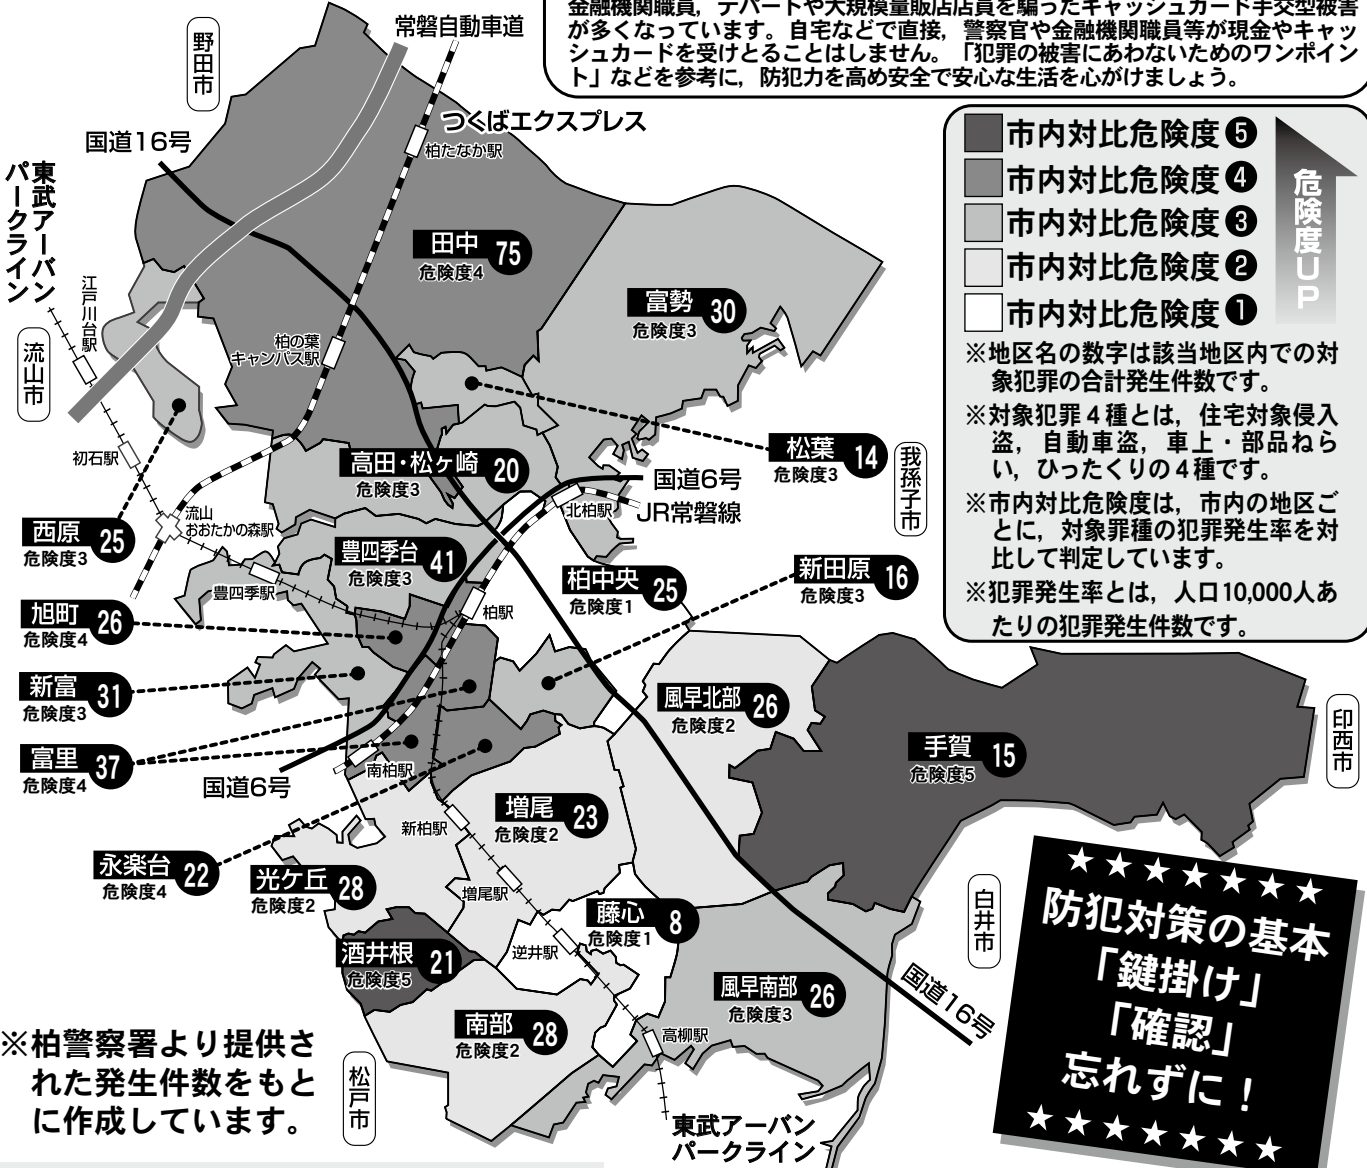 金融機関職員，デパートや大規模量販店店員を騙ったキャッシュカード手交型被害
が多くなっています。自宅などで直接，警察官や金融機関職員等が現金やキャッ
シュカードを受けとることはしません。「犯罪の被害にあわないためのワンポイン
ト」などを参考に，防犯力を高め安全で安心な生活を心がけましょう。
市内対比危険度❺
市内対比危険度❹
市内対比危険度❸
市内対比危険度❷
市内対比危険度❶
危険度UP
※地区名の数字は該当地区内での対
象犯罪の合計発生件数です。
※対象犯罪４種とは，住宅対象侵入
盗，自動車盗，車上・部品ねら
い，ひったくりの４種です。
※市内対比危険度は，市内の地区ご
とに，対象罪種の犯罪発生率を対
比して判定しています。
※犯罪発生率とは，人口10,000人あ
たりの犯罪発生件数です。
野田市
常磐自動車道
つくばエクスプレス
柏たなか駅
国道16号
東武アーバン
パークライン
江戸川台駅
流山市
田中 75
危険度4
富勢 30
危険度3
柏の葉
キャンパス駅
初石駅
高田・松ヶ崎 20
危険度3
松葉 14
危険度3
我孫子市
国道6号
北柏駅
JR常磐線
西原 25
危険度3
流山
おおたかの森駅
豊四季台 41
危険度3
豊四季駅
柏駅
柏中央 25
危険度1
新田原 16
危険度3
旭町 26
危険度4
新富 31
危険度3
富里 37
危険度4
国道6号
南柏駅
風早北部 26
危険度2
手賀 15
危険度5
印西市
新柏駅
増尾 23
危険度2
永楽台 22
危険度4
光ケ丘 28
危険度2
増尾駅
藤心 8
危険度1
逆井駅
酒井根 21
危険度5
白井市
風早南部 26
危険度3
国道16号
南部 28
危険度2
高柳駅
松戸市
東武アーバン
パークライン
※柏警察署より提供さ
れた発生件数をもと
に作成しています。
★★★★★★★
防犯対策の基本
「鍵掛け」
「確認」
忘れずに！
★★★★★★★